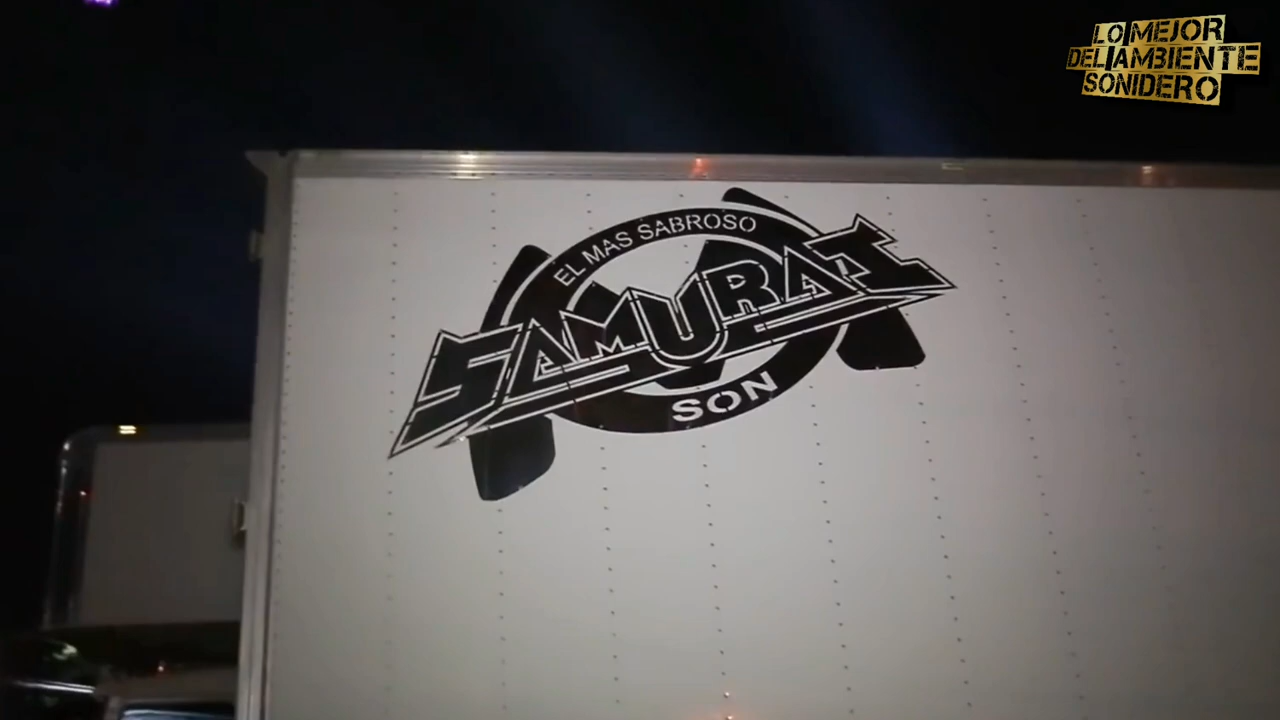 LO MEJOR
DEL AMBIENTE
SONIDERO
EL MAS SABROSO
SAMURAI
SON